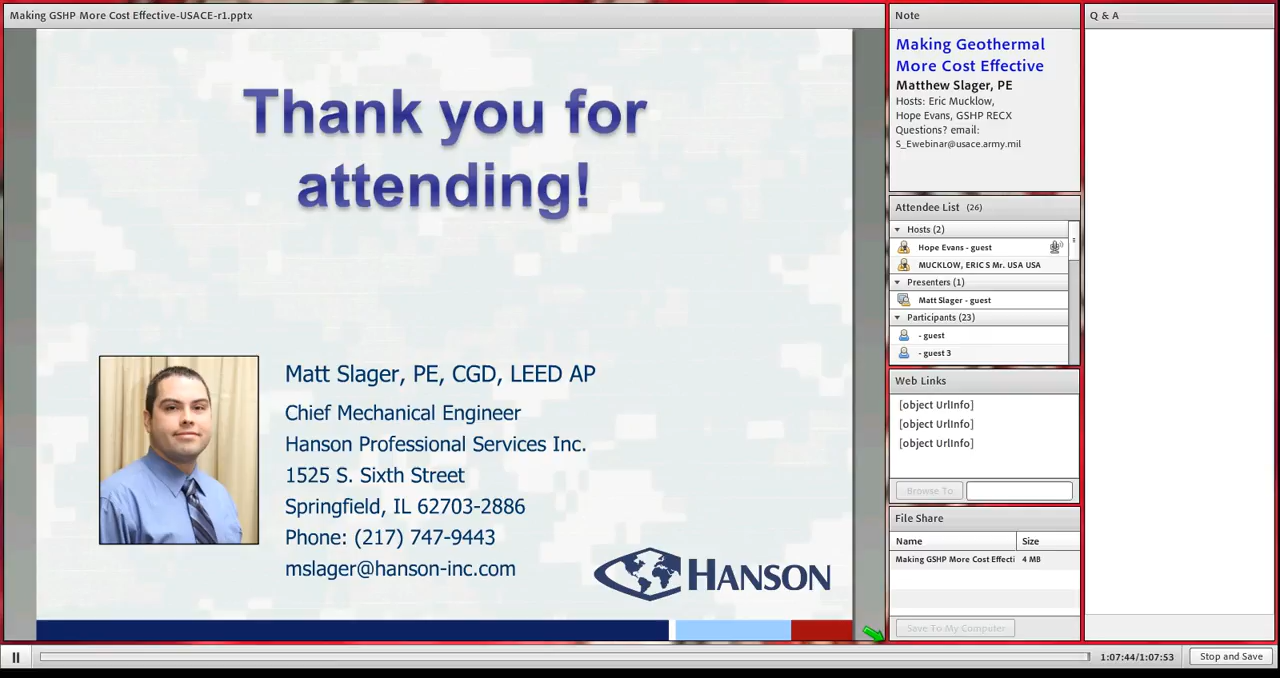 Making GSHP More Cost Effective-USACE-r1.pptx
Thank you for
attending!
Matt Slager, PE, CGD, LEED AP
Chief Mechanical Engineer
Hanson Professional Services Inc.
1525 S. Sixth Street
Springfield, IL 62703-2886
Phone: (217) 747-9443
mslager@hanson-inc.com
HANSON
Note
Making Geothermal
More Cost Effective
Matthew Slager, PE
Hosts: Eric Mucklow,
Hope Evans, GSHP RECX
Questions? email:
S_Ewebinar@usace.army.mil
Attendee List (26)
Hosts (2)
Hope Evans - guest
MUCKLOW, ERIC S Mr. USA USA
Presenters (1)
Matt Slager - guest
Participants (23)
- guest
- guest 3
Web Links
[object UrlInfo]
[object UrlInfo]
[object UrlInfo]
Browse To
File Share
Name Size
Making GSHP More Cost Effecti 4 MB
Save To My Computer
Q & A
1:07:44/1:07:53
Stop and Save